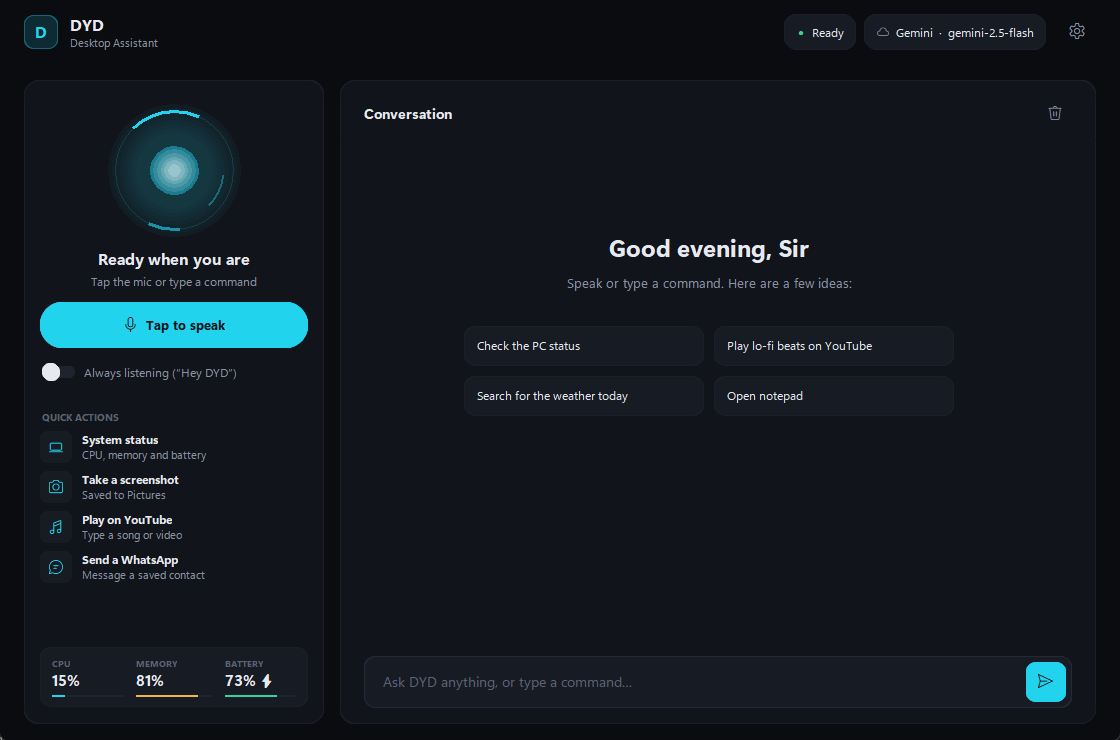 D
DYD
Desktop Assistant
Ready
Gemini · gemini-2.5-flash
Ready when you are
Tap the mic or type a command
Tap to speak
Always listening ("Hey DYD")
QUICK ACTIONS
System status
CPU, memory and battery
Take a screenshot
Saved to Pictures
Play on YouTube
Type a song or video
Send a WhatsApp
Message a saved contact
CPU
15%
MEMORY
81%
BATTERY
73%
Conversation
Good evening, Sir
Speak or type a command. Here are a few ideas:
Check the PC status
Play lo-fi beats on YouTube
Search for the weather today
Open notepad
Ask DYD anything, or type a command...